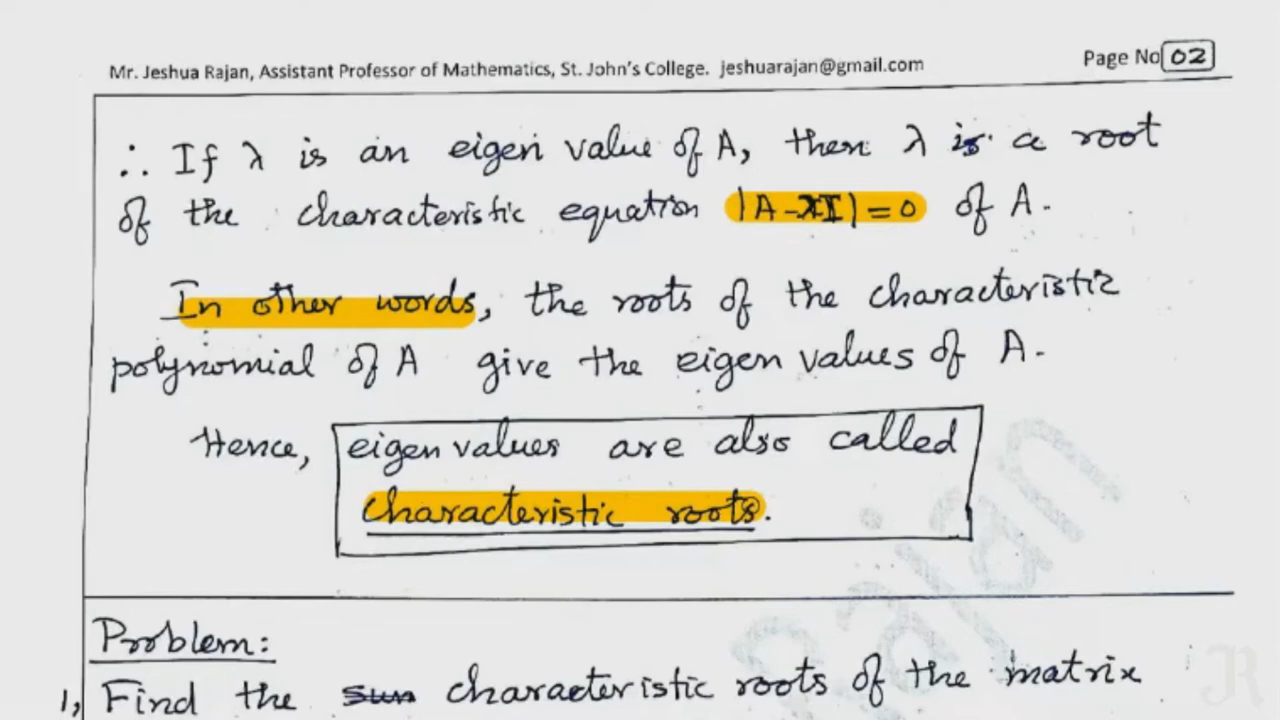 Mr. Jeshua Rajan, Assistant Professor of Mathematics, St. John's College. jeshuarajan@gmail.com Page No 02
∴ If λ is an eigen value of A, then λ is a root
of the characteristic equation |A-λI|=0 of A.
In other words, the roots of the characteristic
polynomial of A give the eigen values of A.
Hence, eigen values are also called
characteristic roots.
Rajan
Problem:
1, Find the characteristic roots of the matrix
JR